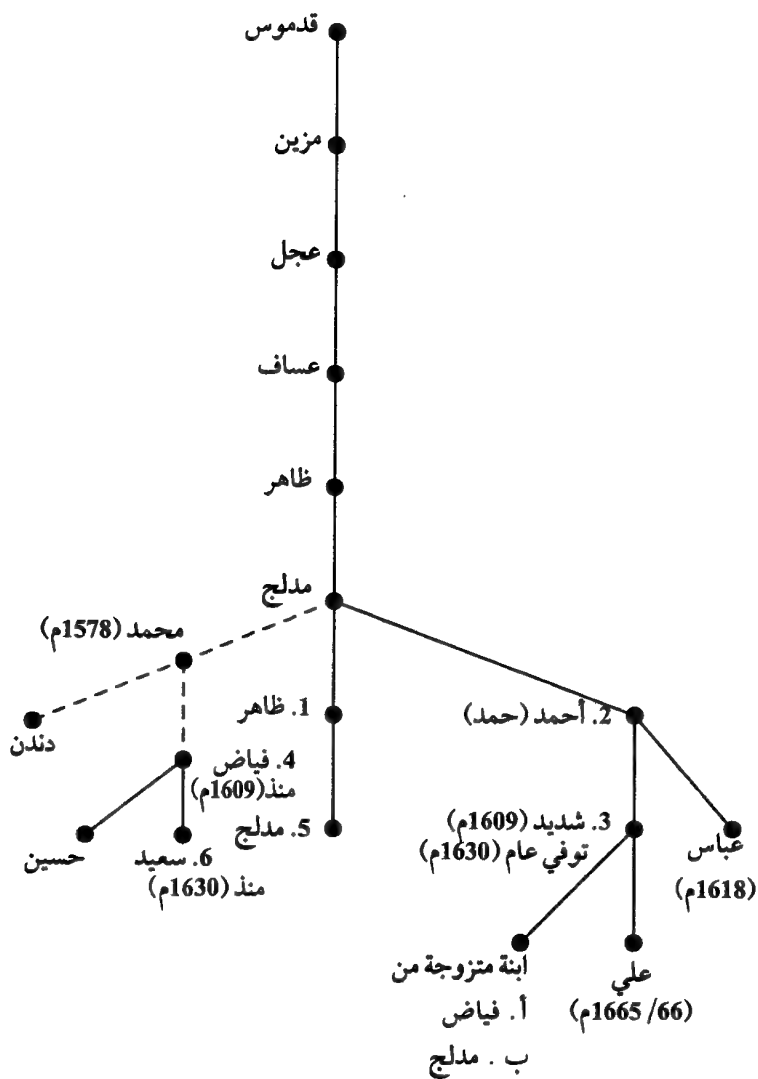 قدموس
مزين
عجل
عساف
ظاهر
مدلج
محمد (1578م)
2. أحمد (حمد)
1. ظاهر
دندن
4. فياض
منذ (1609م)
3. شديد (1609م)
توفي عام (1630م)
5. مدلج
عباس
(1618م)
6. سعيد
منذ (1630م)
حسين
علي
(1665/66م)
ابنة متزوجة من
أ. فياض
ب . مدلج